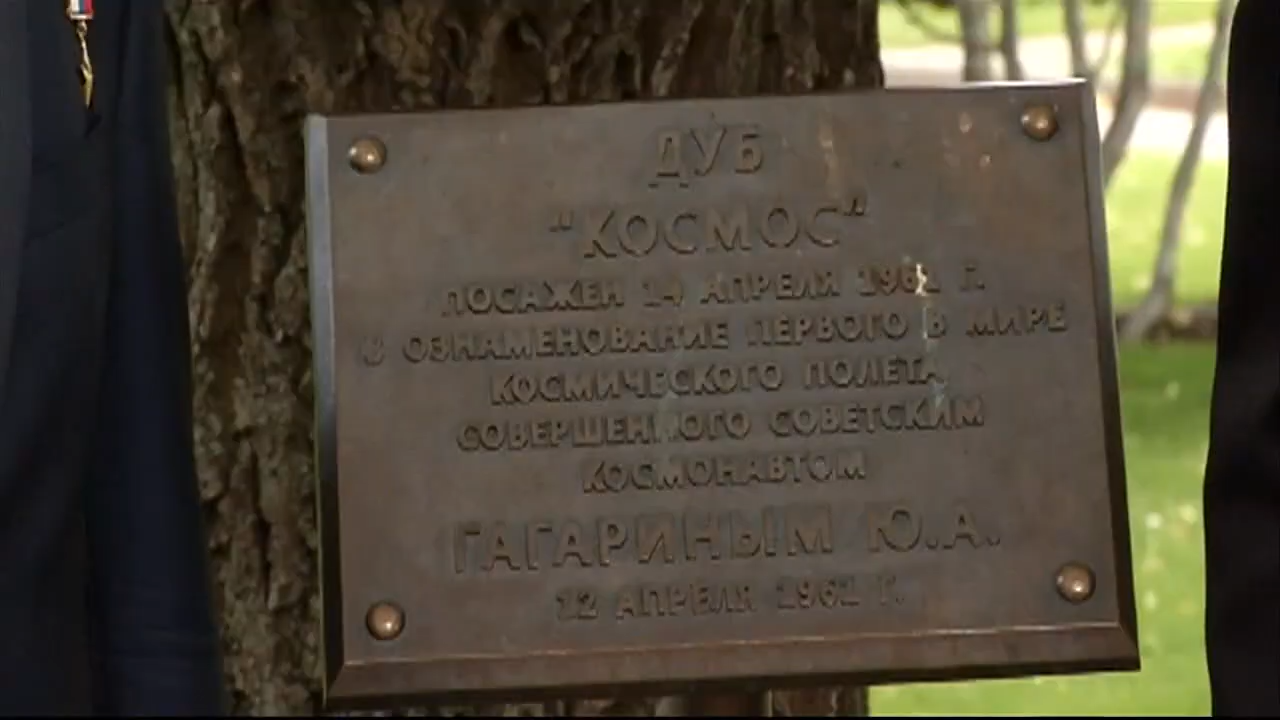 ДУБ
"КОСМОС"
ПОСАЖЕН 14 АПРЕЛЯ 1961 Г.
В ОЗНАМЕНОВАНИЕ ПЕРВОГО В МИРЕ
КОСМИЧЕСКОГО ПОЛЕТА
СОВЕРШЕННОГО СОВЕТСКИМ
КОСМОНАВТОМ
ГАГАРИНЫМ Ю.А.
12 АПРЕЛЯ 1961 Г.